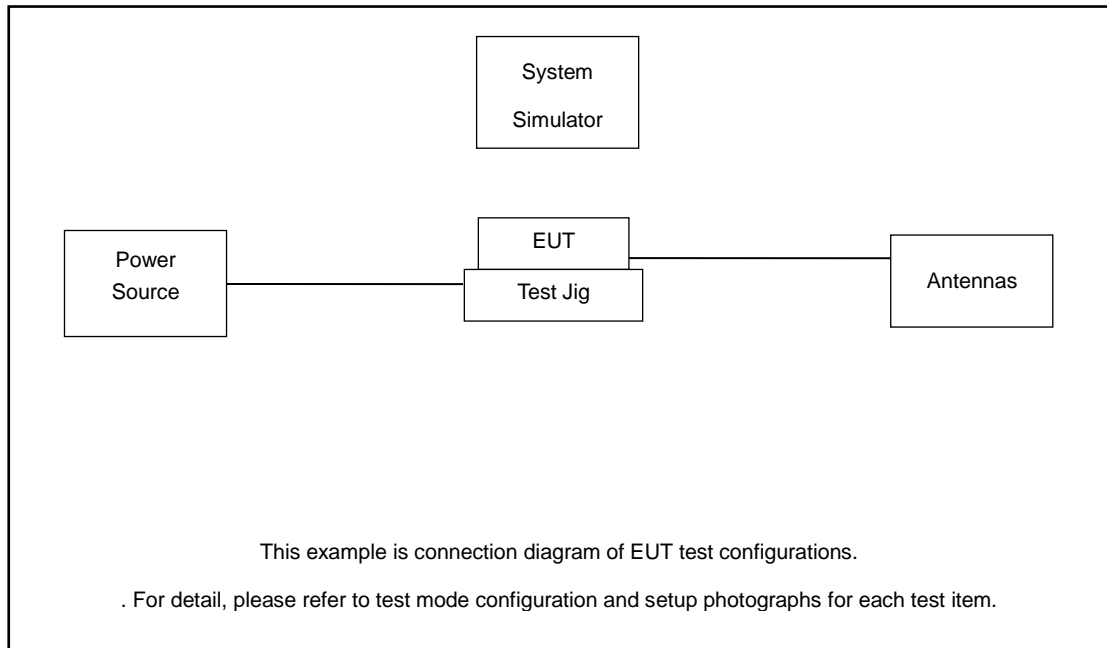 System
Simulator
EUT
Power
Source
Test Jig
Antennas
This example is connection diagram of EUT test configurations.
. For detail, please refer to test mode configuration and setup photographs for each test item.